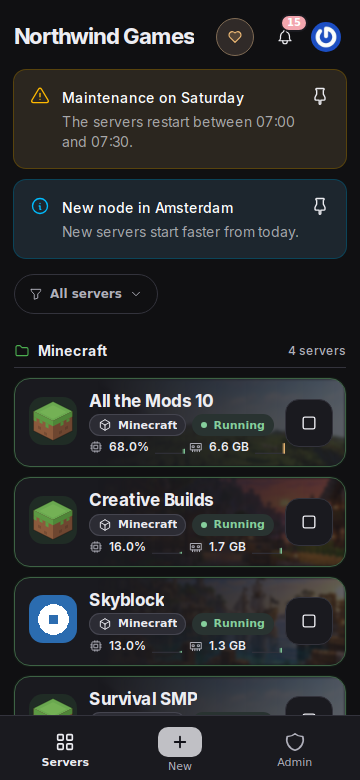 Northwind Games
15
Maintenance on Saturday
The servers restart between 07:00
and 07:30.
New node in Amsterdam
New servers start faster from today.
All servers
Minecraft
4 servers
All the Mods 10
Minecraft
Running
68.0%
6.6 GB
Creative Builds
Minecraft
Running
16.0%
1.7 GB
Skyblock
Minecraft
Running
13.0%
1.3 GB
Survival SMP
Servers
New
Admin